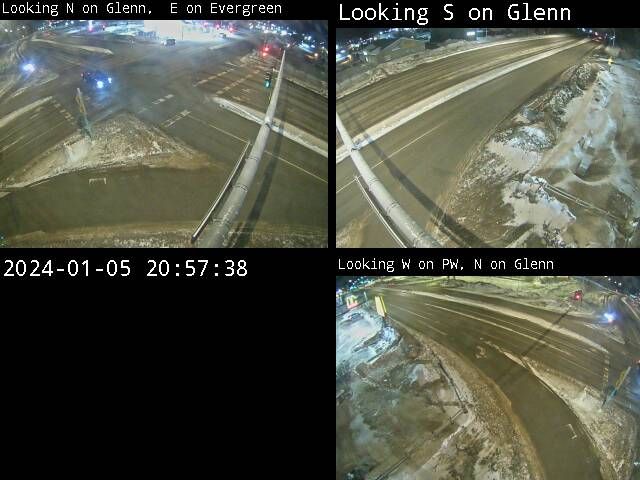 Looking N on Glenn,  E on Evergreen
Looking S on Glenn
2024-01-05 20:57:38
Looking W on PW, N on Glenn